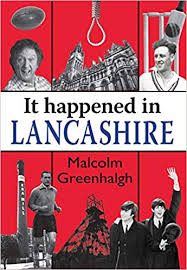 It happened in
LANCASHIRE
Malcolm
Greenhalgh